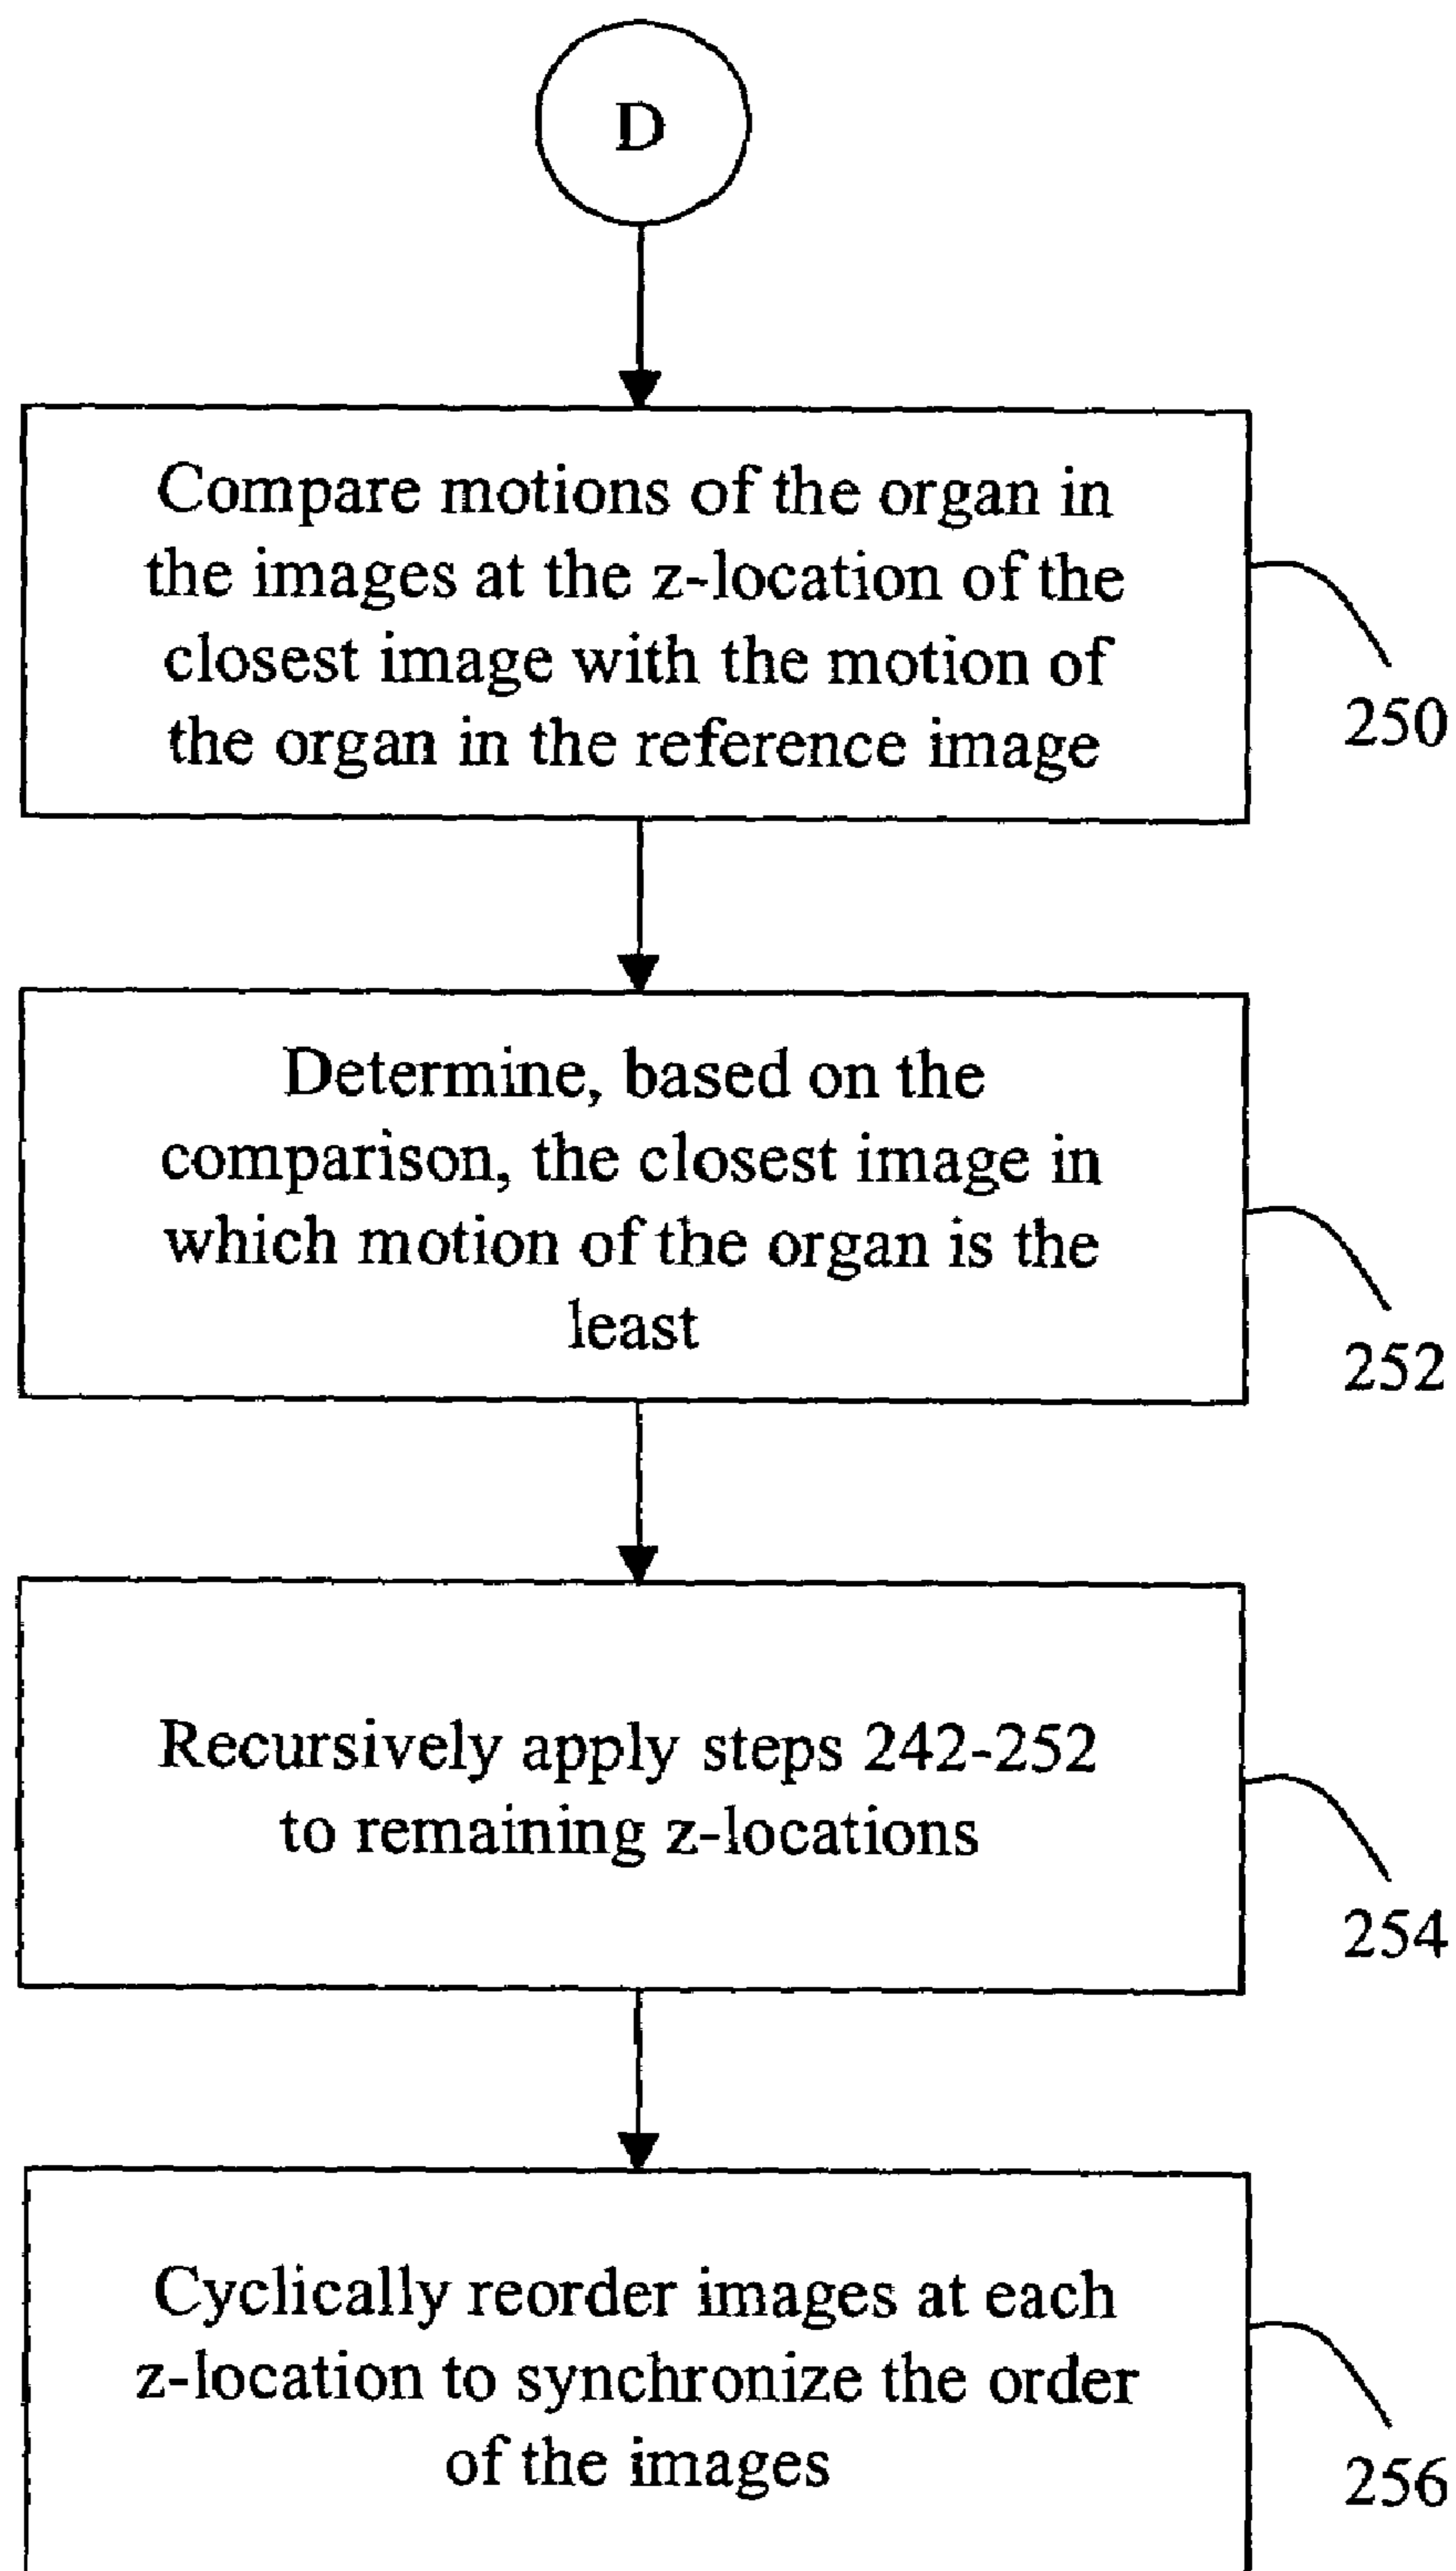 D
Compare motions of the organ in
the images at the z-location of the
closest image with the motion of
the organ in the reference image
250
Determine, based on the
comparison, the closest image in
which motion of the organ is the
least
252
Recursively apply steps 242-252
to remaining z-locations
254
Cyclically reorder images at each
z-location to synchronize the order
of the images
256